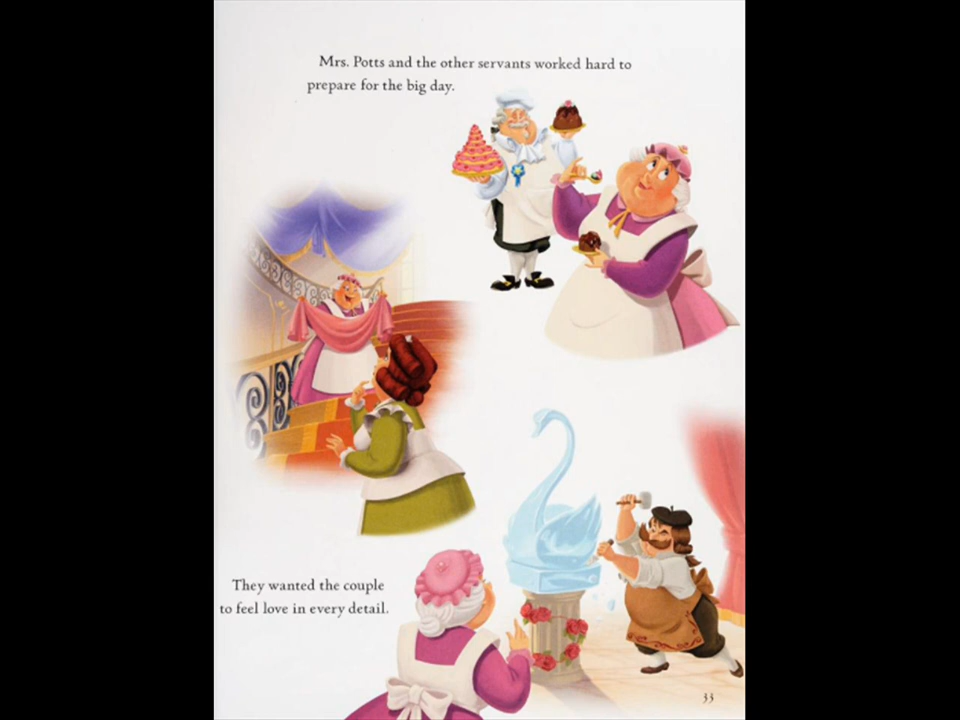 Mrs. Potts and the other servants worked hard to
prepare for the big day.
They wanted the couple
to feel love in every detail.
33